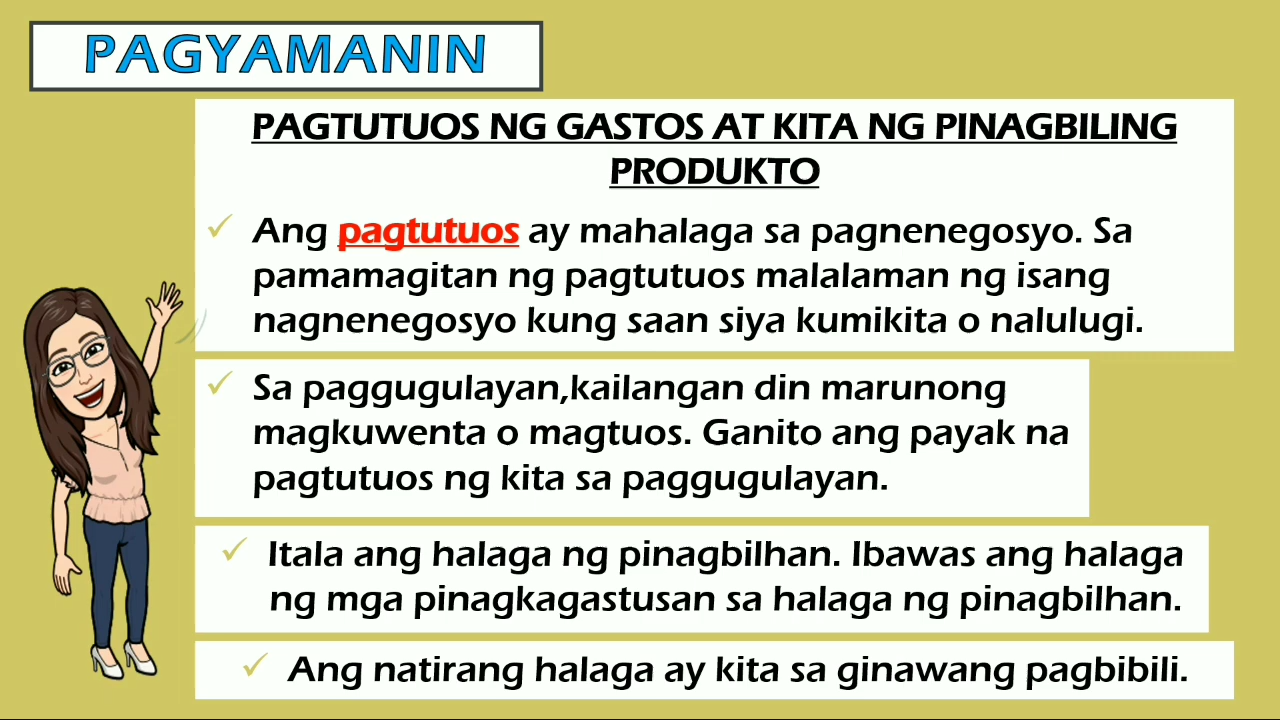 PAGYAMANIN
PAGTUTUOS NG GASTOS AT KITA NG PINAGBILING
PRODUKTO
✓ Ang pagtutuos ay mahalaga sa pagnenegosyo. Sa
pamamagitan ng pagtutuos malalaman ng isang
nagnenegosyo kung saan siya kumikita o nalulugi.
✓ Sa paggugulayan,kailangan din marunong
magkuwenta o magtuos. Ganito ang payak na
pagtutuos ng kita sa paggugulayan.
✓ Itala ang halaga ng pinagbilhan. Ibawas ang halaga
ng mga pinagkagastusan sa halaga ng pinagbilhan.
✓ Ang natirang halaga ay kita sa ginawang pagbibili.